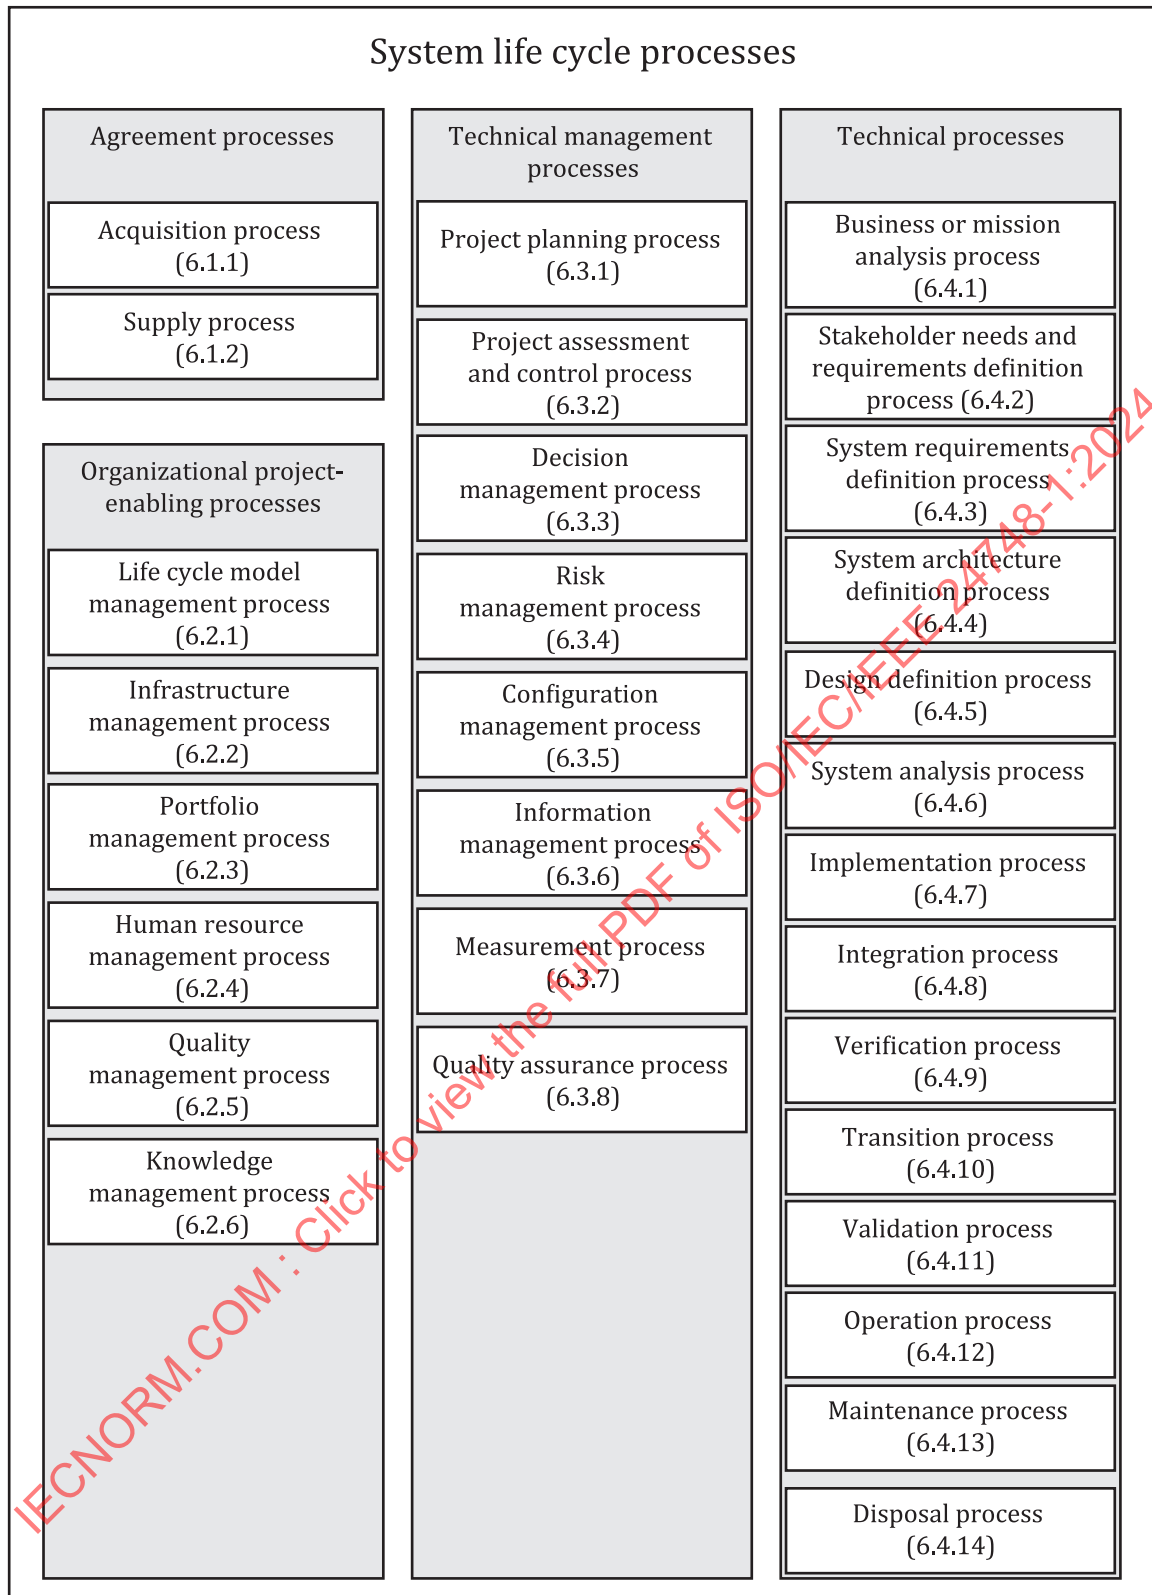 System life cycle processes
Agreement processes
Acquisition process
(6.1.1)
Supply process
(6.1.2)
Organizational project-
enabling processes
Life cycle model
management process
(6.2.1)
Infrastructure
management process
(6.2.2)
Portfolio
management process
(6.2.3)
Human resource
management process
(6.2.4)
Quality
management process
(6.2.5)
Knowledge
management process
(6.2.6)
Technical management
processes
Project planning process
(6.3.1)
Project assessment
and control process
(6.3.2)
Decision
management process
(6.3.3)
Risk
management process
(6.3.4)
Configuration
management process
(6.3.5)
Information
management process
(6.3.6)
Measurement process
(6.3.7)
Quality assurance process
(6.3.8)
Technical processes
Business or mission
analysis process
(6.4.1)
Stakeholder needs and
requirements definition
process (6.4.2)
System requirements
definition process
(6.4.3)
System architecture
definition process
(6.4.4)
Design definition process
(6.4.5)
System analysis process
(6.4.6)
Implementation process
(6.4.7)
Integration process
(6.4.8)
Verification process
(6.4.9)
Transition process
(6.4.10)
Validation process
(6.4.11)
Operation process
(6.4.12)
Maintenance process
(6.4.13)
Disposal process
(6.4.14)
IECNORM.COM : Click to view the full PDF of ISO/IEC/IEEE 24748-1:2024